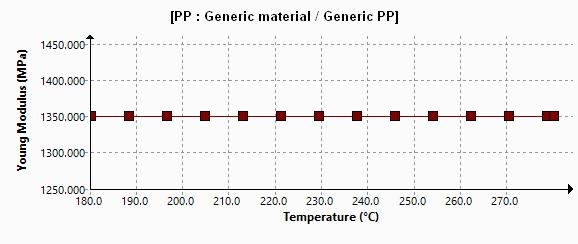 [PP : Generic material / Generic PP]
Young Modulus (MPa)
1450.000
1400.000
1350.000
1300.000
1250.000
180.0 190.0 200.0 210.0 220.0 230.0 240.0 250.0 260.0 270.0
Temperature (°C)